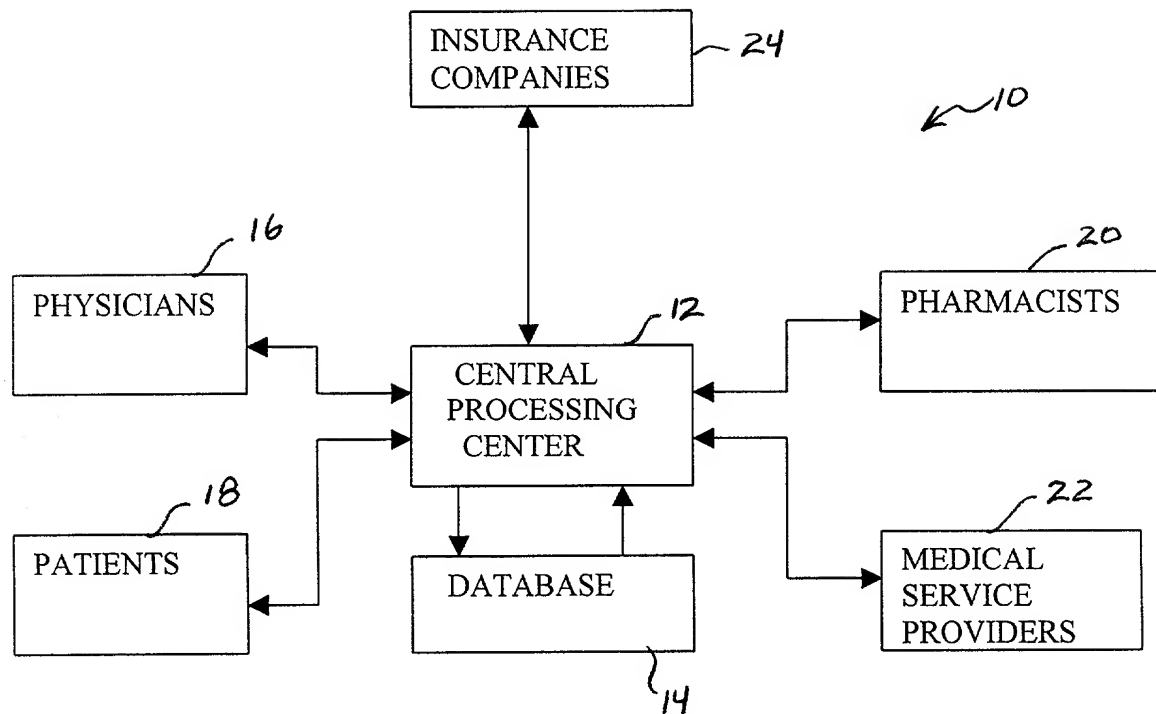 INSURANCE
COMPANIES
24
10
16
PHYSICIANS
20
PHARMACISTS
12
CENTRAL
PROCESSING
CENTER
18
PATIENTS
DATABASE
14
22
MEDICAL
SERVICE
PROVIDERS